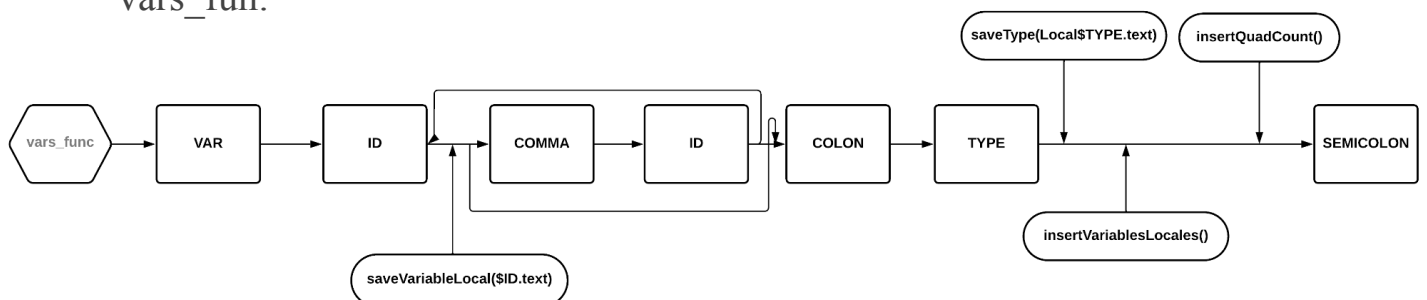 vars_fun:
saveType(Local$TYPE.text)
insertQuadCount()
vars_func
VAR
ID
COMMA
ID
COLON
TYPE
SEMICOLON
insertVariablesLocales()
saveVariableLocal($ID.text)